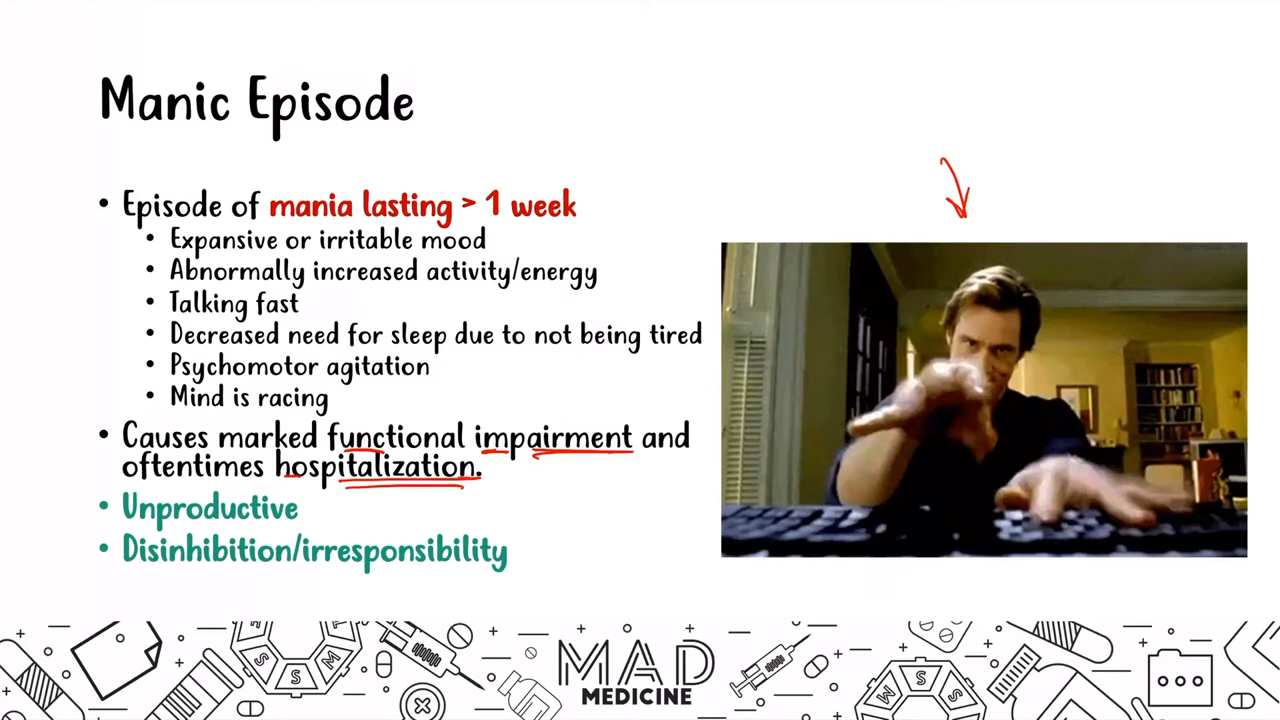 Manic Episode
• Episode of mania lasting > 1 week
• Expansive or irritable mood
• Abnormally increased activity/energy
• Talking fast
• Decreased need for sleep due to not being tired
• Psychomotor agitation
• Mind is racing
• Causes marked functional impairment and
oftentimes hospitalization.
• Unproductive
• Disinhibition/irresponsibility
MAD
MEDICINE